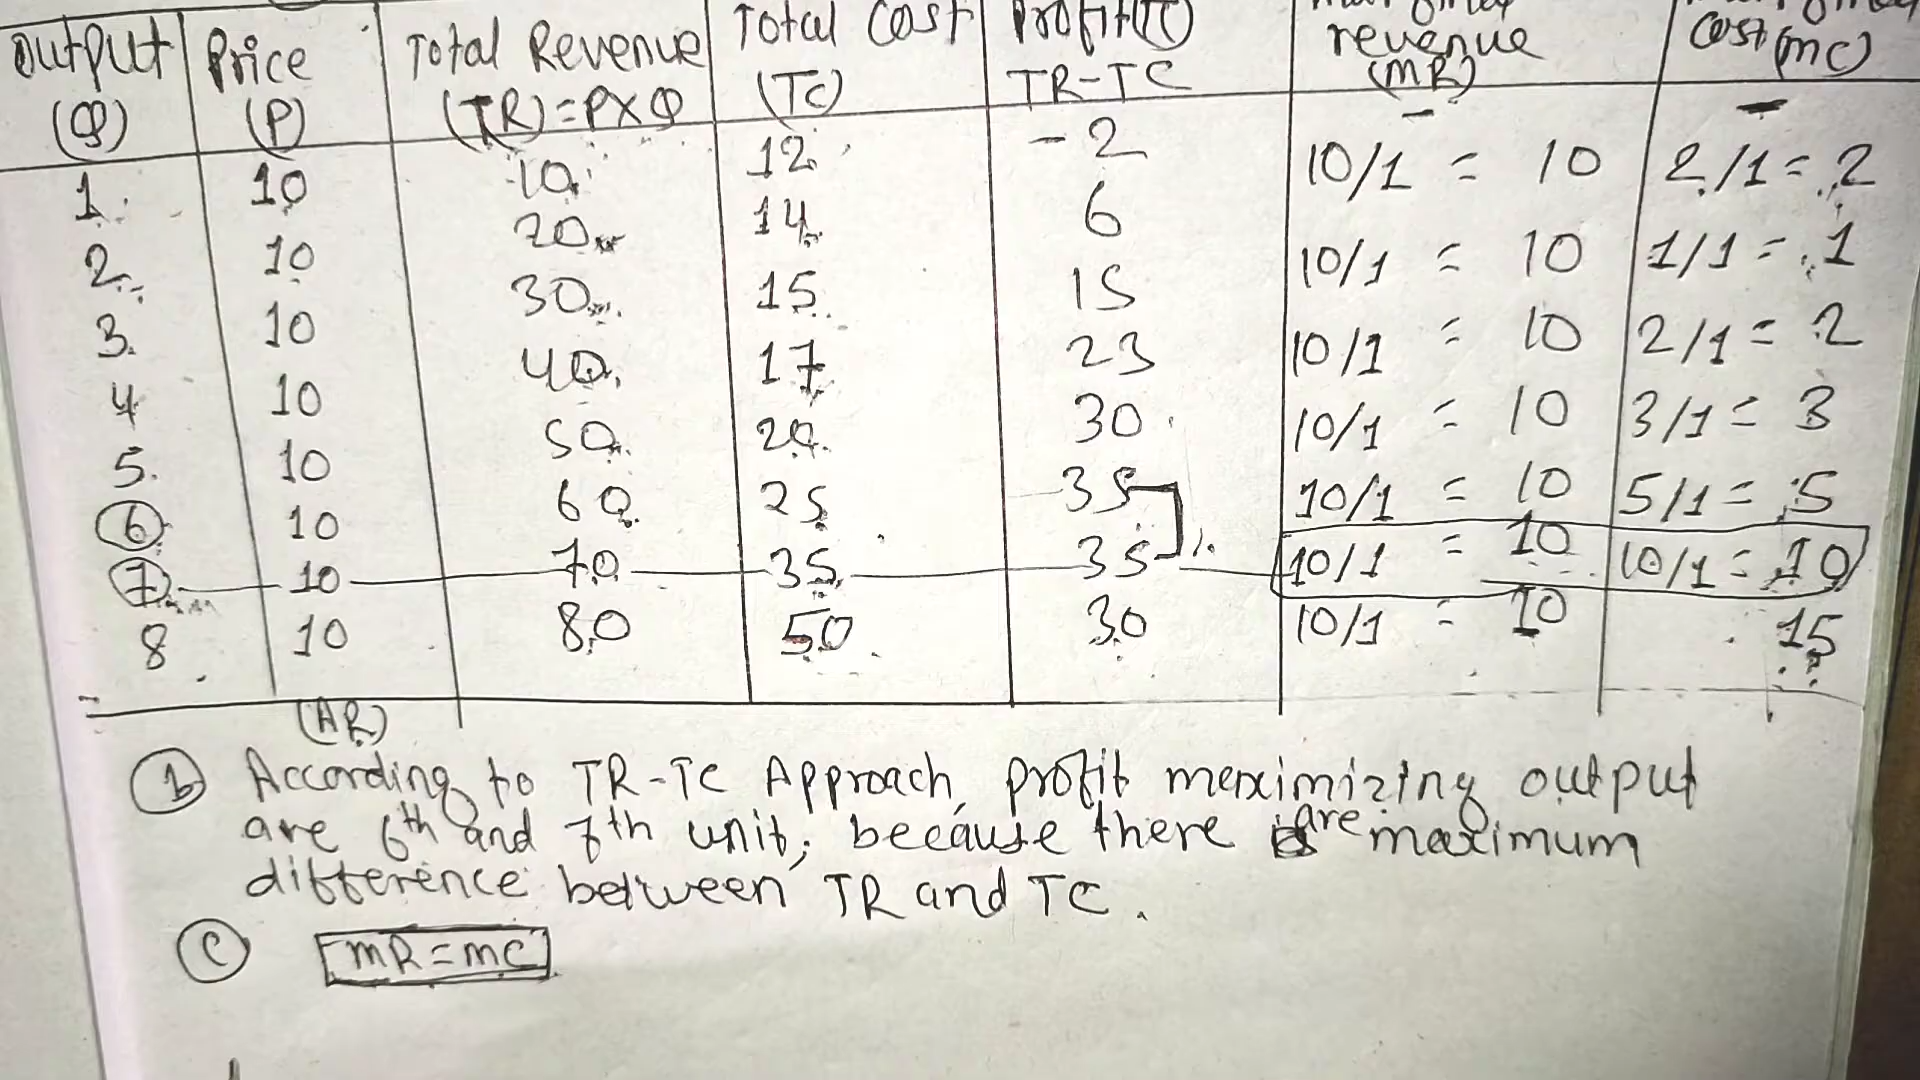 Output Price Total Revenue Total Cost Profit(π) revenue cost (mc)
(Q) (P) (TR)=PXQ (TC) TR-TC (MR)
1. 10 10 12 -2 - -
2. 10 20 14 6 10/1 = 10 2/1 = 2
3. 10 30 15 15 10/1 = 10 1/1 = 1
4 10 40 17 23 10/1 = 10 2/1 = 2
5. 10 50 20 30 10/1 = 10 3/1 = 3
6 10 60 25 35 10/1 = 10 5/1 = 5
7 10 70 35 35 10/1 = 10 10/1 = 10
8 10 80 50 30 10/1 = 10 15
(AR)
b According to TR-TC Approach, profit meximizing output
are 6th and 7th unit, because there are maximum
difference between TR and TC.
c MR=MC